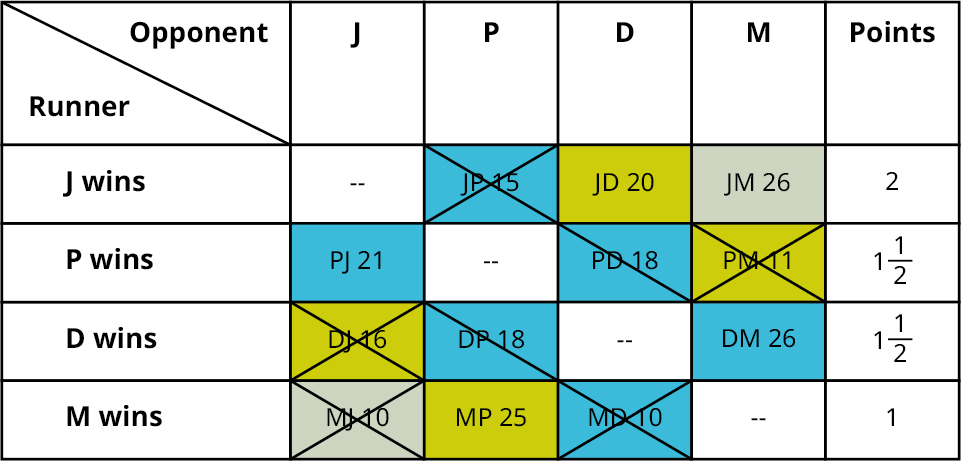 Opponent J P D M Points
Runner
J wins -- JP 15 JD 20 JM 26 2
P wins PJ 21 -- PD 18 PM 11 1 1/2
D wins DJ 16 DP 18 -- DM 26 1 1/2
M wins MJ 10 MP 25 MD 10 -- 1